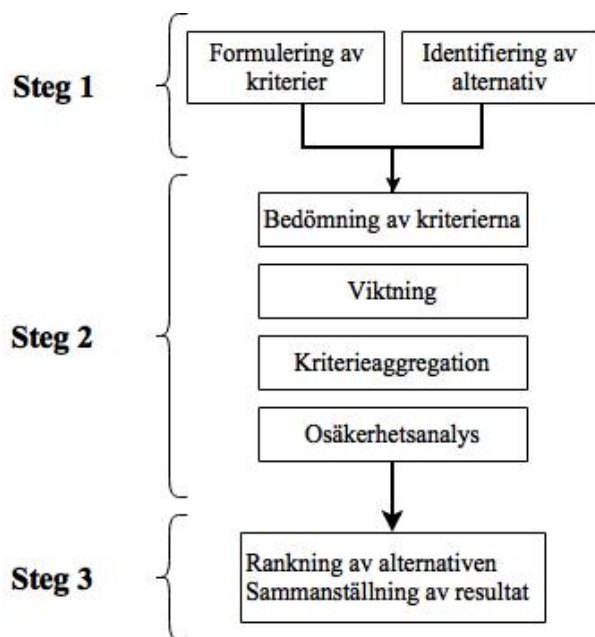 Steg 1
Formulering av
kriterier
Identifiering av
alternativ
Steg 2
Bedömning av kriterierna
Viktning
Kriterieaggregation
Osäkerhetsanalys
Steg 3
Rankning av alternativen
Sammanställning av resultat